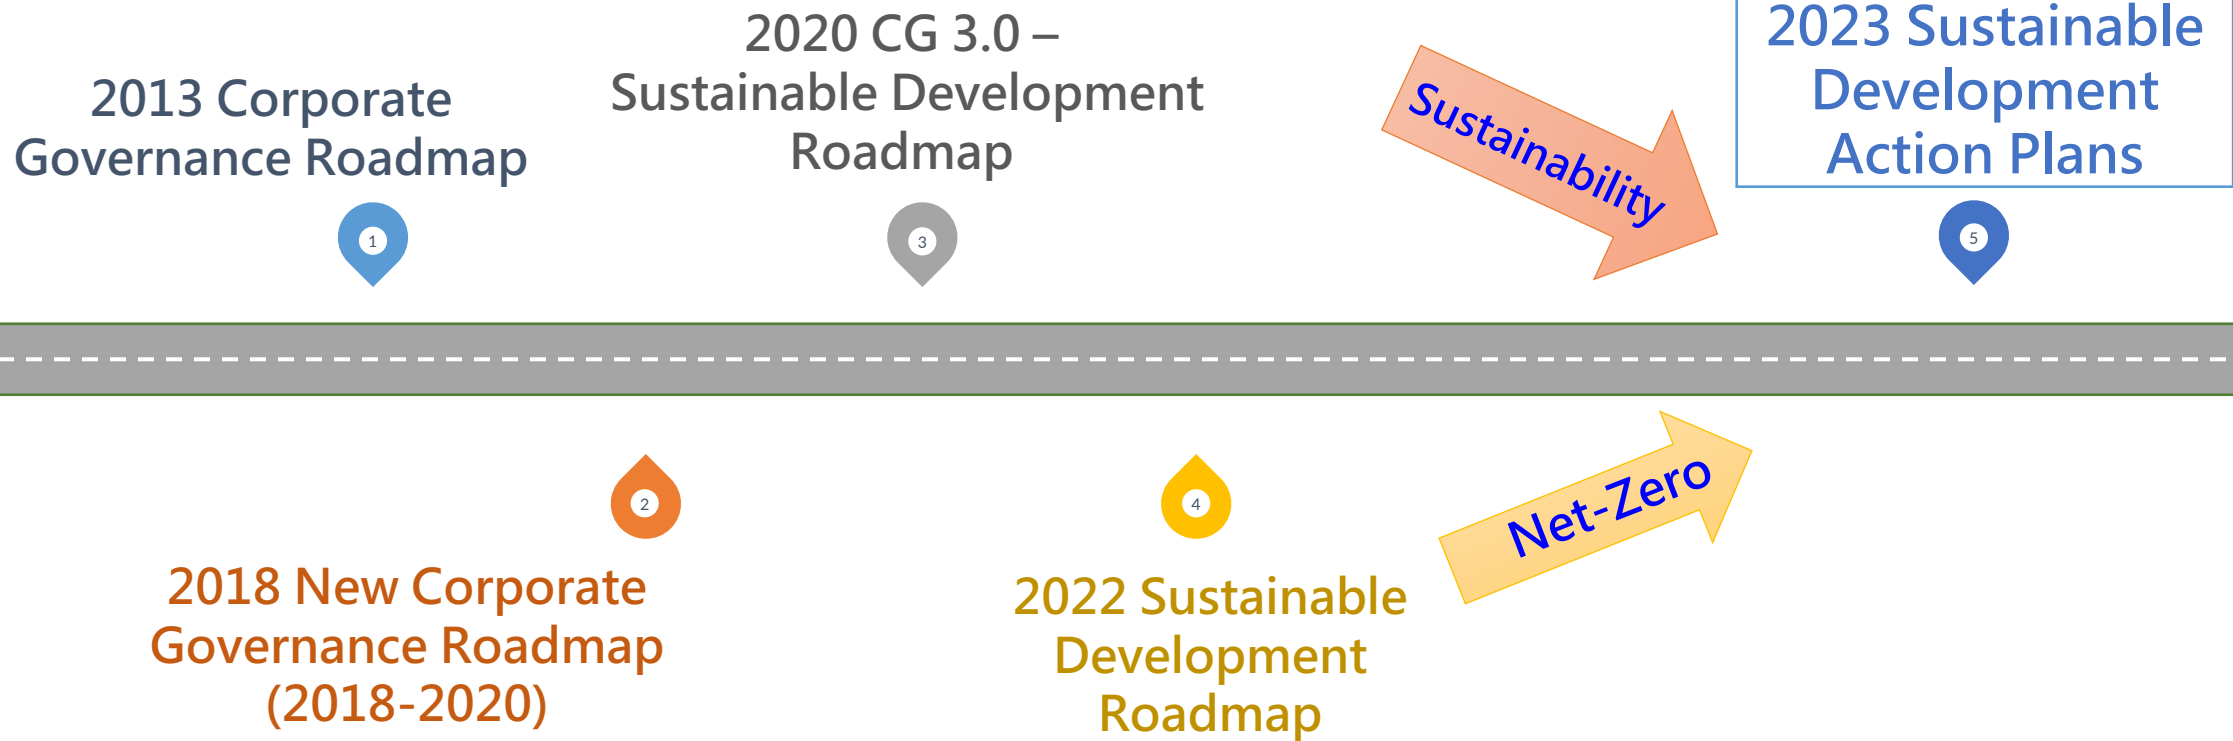 2013 Corporate
Governance Roadmap
1
2020 CG 3.0 –
Sustainable Development
Roadmap
3
Sustainability
2023 Sustainable
Development
Action Plans
5
2
2018 New Corporate
Governance Roadmap
(2018-2020)
4
2022 Sustainable
Development
Roadmap
Net-Zero